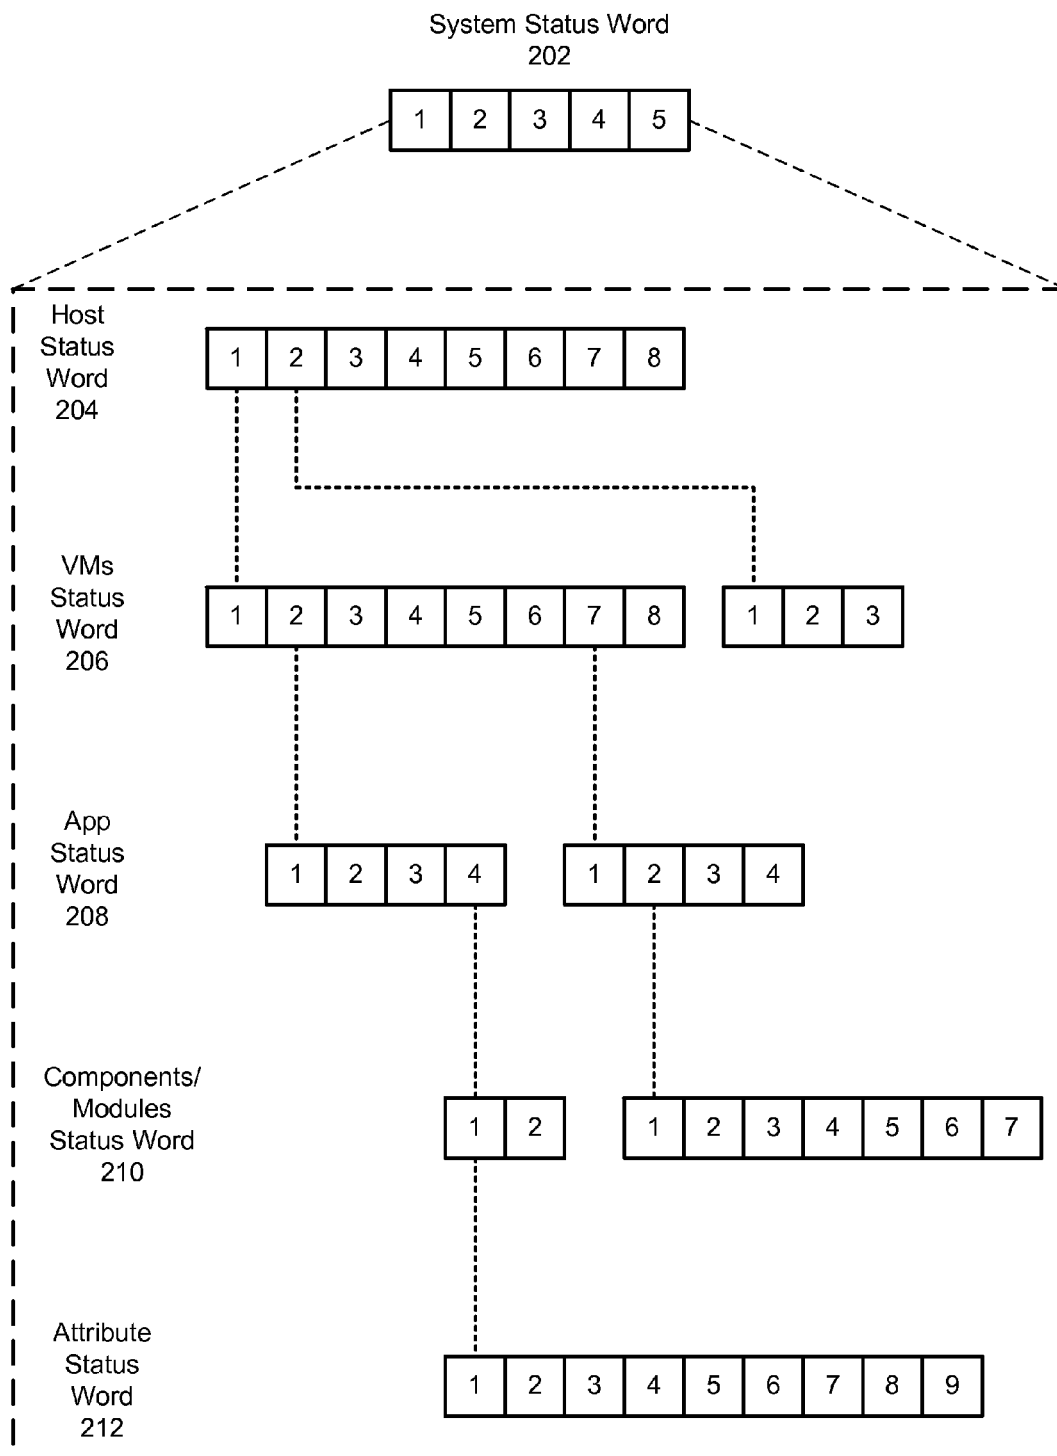 System Status Word
202
1 2 3 4 5
Host
Status
Word
204
1 2 3 4 5 6 7 8
VMs
Status
Word
206
1 2 3 4 5 6 7 8
1 2 3
App
Status
Word
208
1 2 3 4
1 2 3 4
Components/
Modules
Status Word
210
1 2
1 2 3 4 5 6 7
Attribute
Status
Word
212
1 2 3 4 5 6 7 8 9